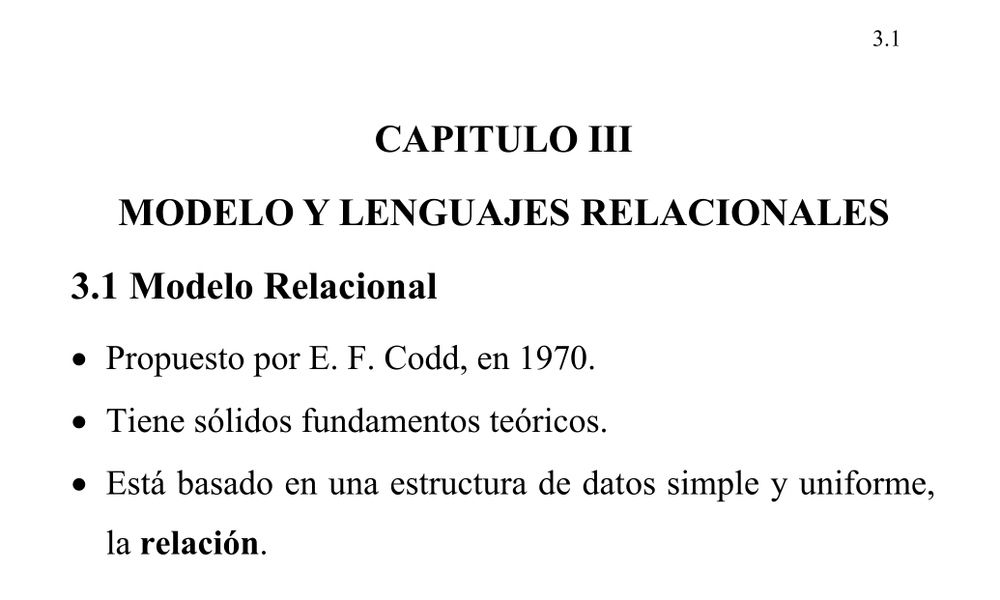 3.1
CAPITULO III
MODELO Y LENGUAJES RELACIONALES
3.1 Modelo Relacional
• Propuesto por E. F. Codd, en 1970.
• Tiene sólidos fundamentos teóricos.
• Está basado en una estructura de datos simple y uniforme,
la relación.